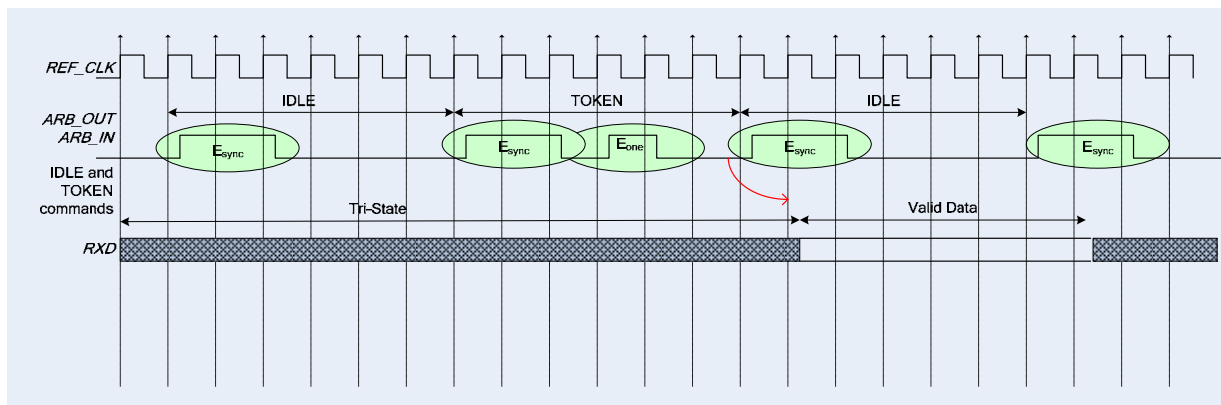 REF_CLK
IDLE
TOKEN
IDLE
ARB_OUT
ARB_IN
Esync
Esync
Eone
Esync
Esync
IDLE and
TOKEN
commands
Tri-State
Valid Data
RXD